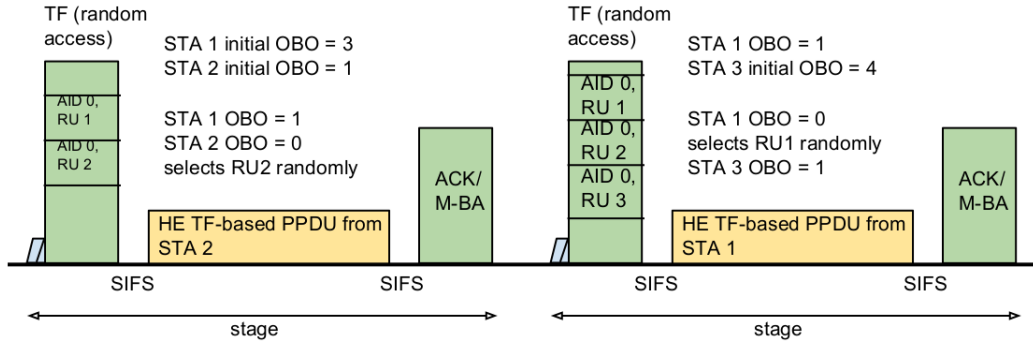 TF (random
access)
STA 1 initial OBO = 3
STA 2 initial OBO = 1
STA 1 OBO = 1
STA 2 OBO = 0
selects RU2 randomly
AID 0,
RU 1
AID 0,
RU 2
HE TF-based PPDU from
STA 2
ACK/
M-BA
SIFS
SIFS
stage
TF (random
access)
STA 1 OBO = 1
STA 3 initial OBO = 4
STA 1 OBO = 0
selects RU1 randomly
STA 3 OBO = 1
AID 0,
RU 1
AID 0,
RU 2
AID 0,
RU 3
HE TF-based PPDU from
STA 1
ACK/
M-BA
SIFS
SIFS
stage